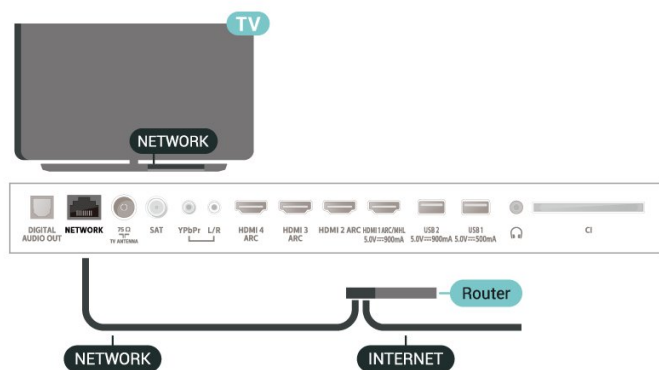 TV
NETWORK
DIGITAL AUDIO OUT
NETWORK
75 Ω
TV ANTENNA
SAT
YPbPr
L/R
HDMI 4 ARC
HDMI 3 ARC
HDMI 2 ARC
HDMI 1 ARC/MHL
5.0V⎓900mA
USB 2
5.0V⎓900mA
USB 1
5.0V⎓500mA
CI
Router
NETWORK
INTERNET